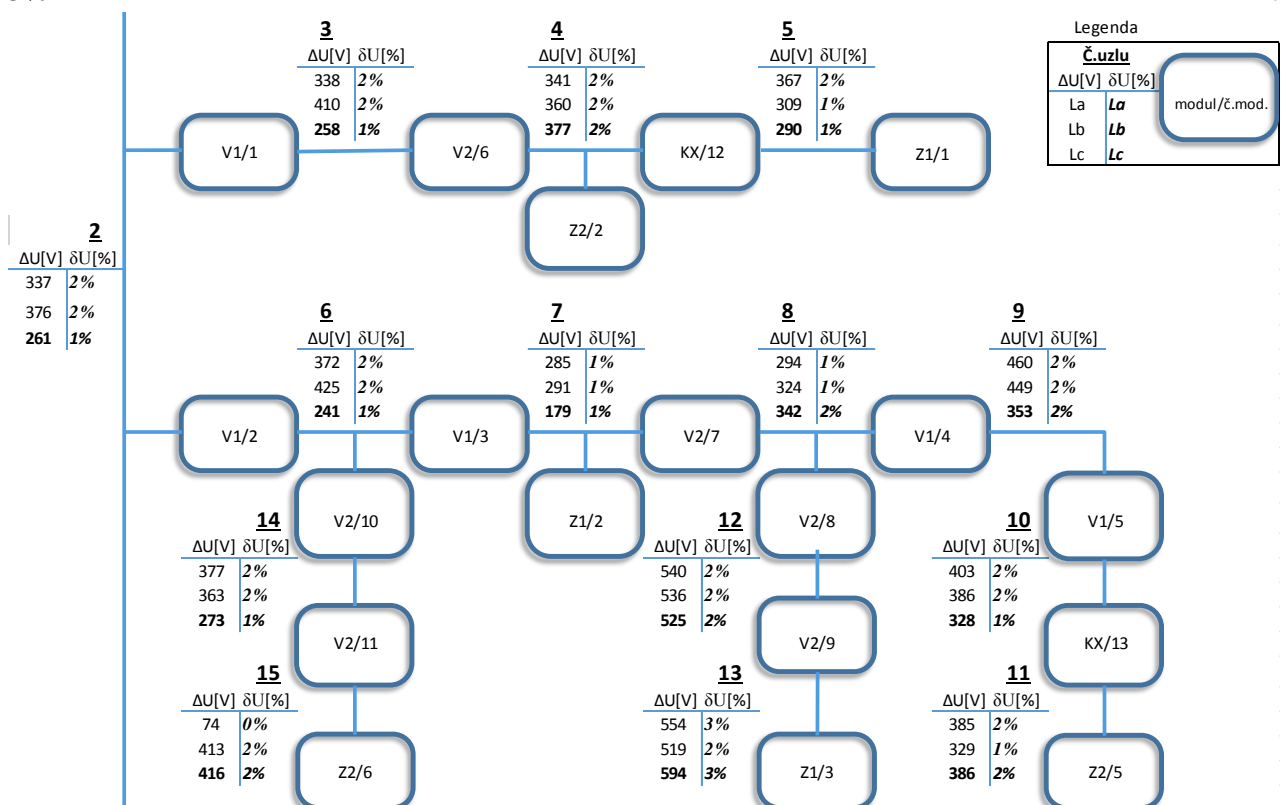 Legenda
Č.uzlu
ΔU[V] δU[%]
La La
Lb Lb
Lc Lc
modul/č.mod.
3
ΔU[V] δU[%]
338 2%
410 2%
258 1%
4
ΔU[V] δU[%]
341 2%
360 2%
377 2%
5
ΔU[V] δU[%]
367 2%
309 1%
290 1%
V1/1
V2/6
KX/12
Z1/1
Z2/2
2
ΔU[V] δU[%]
337 2%
376 2%
261 1%
6
ΔU[V] δU[%]
372 2%
425 2%
241 1%
7
ΔU[V] δU[%]
285 1%
291 1%
179 1%
8
ΔU[V] δU[%]
294 1%
324 1%
342 2%
9
ΔU[V] δU[%]
460 2%
449 2%
353 2%
V1/2
V1/3
V2/7
V1/4
V2/10
Z1/2
V2/8
V1/5
14
ΔU[V] δU[%]
377 2%
363 2%
273 1%
12
ΔU[V] δU[%]
540 2%
536 2%
525 2%
10
ΔU[V] δU[%]
403 2%
386 2%
328 1%
V2/11
V2/9
KX/13
15
ΔU[V] δU[%]
74 0%
413 2%
416 2%
13
ΔU[V] δU[%]
554 3%
519 2%
594 3%
11
ΔU[V] δU[%]
385 2%
329 1%
386 2%
Z2/6
Z1/3
Z2/5